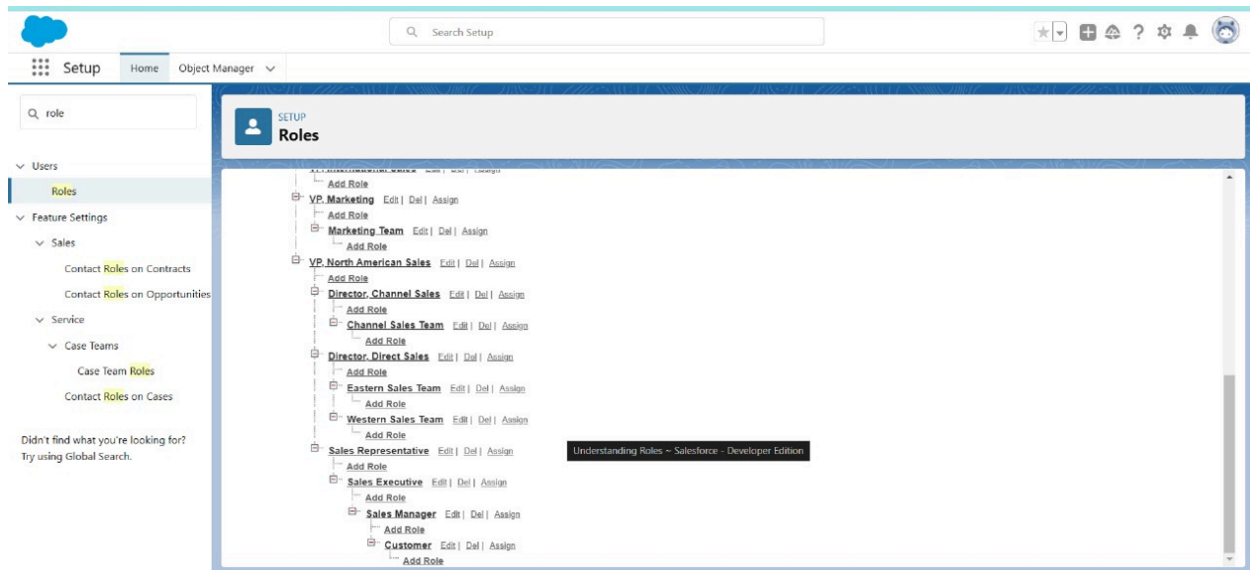 Search Setup
Setup Home Object Manager
role
SETUP
Roles
Users
Roles
Feature Settings
Sales
Contact Roles on Contracts
Contact Roles on Opportunities
Service
Case Teams
Case Team Roles
Contact Roles on Cases
Didn't find what you're looking for?
Try using Global Search.
VP, International Sales Edit | Del | Assign
Add Role
VP, Marketing Edit | Del | Assign
Add Role
Marketing Team Edit | Del | Assign
Add Role
VP, North American Sales Edit | Del | Assign
Add Role
Director, Channel Sales Edit | Del | Assign
Add Role
Channel Sales Team Edit | Del | Assign
Add Role
Director, Direct Sales Edit | Del | Assign
Add Role
Eastern Sales Team Edit | Del | Assign
Add Role
Western Sales Team Edit | Del | Assign
Add Role
Sales Representative Edit | Del | Assign
Understanding Roles ~ Salesforce - Developer Edition
Add Role
Sales Executive Edit | Del | Assign
Add Role
Sales Manager Edit | Del | Assign
Add Role
Customer Edit | Del | Assign
Add Role